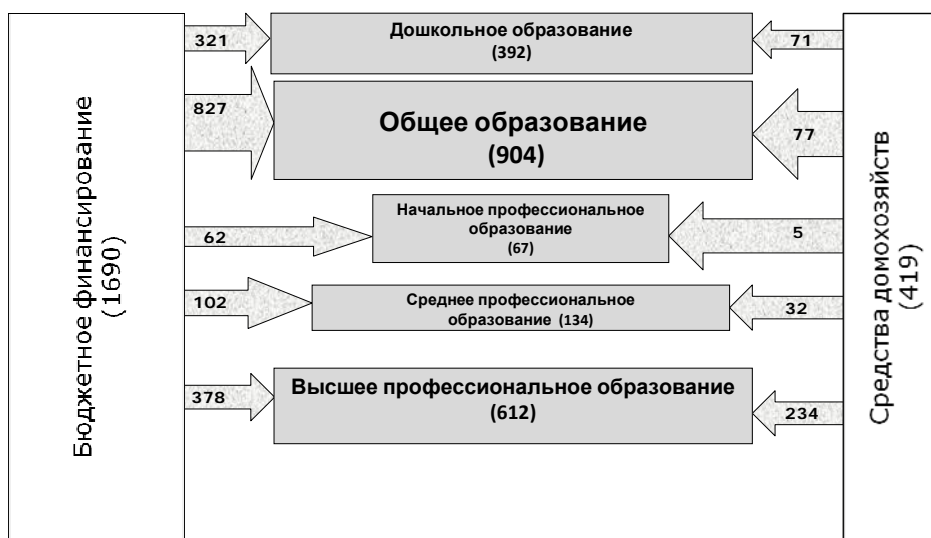 Бюджетное финансирование
(1690)
321
Дошкольное образование
(392)
71
827
Общее образование
(904)
77
62
Начальное профессиональное
образование
(67)
5
102
Среднее профессиональное
образование (134)
32
378
Высшее профессиональное образование
(612)
234
Средства домохозяйств
(419)